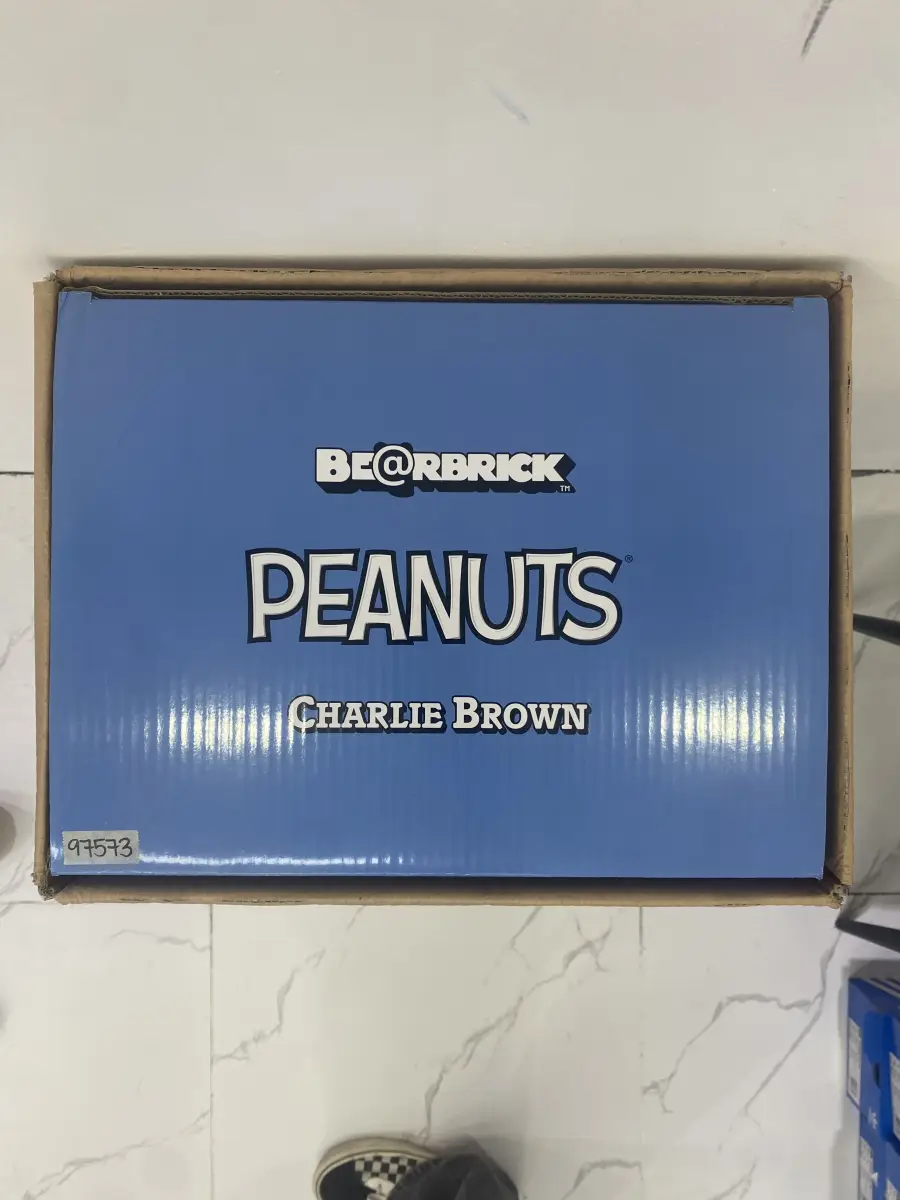 BE@RBRICK™
PEANUTS®
CHARLIE BROWN
97573